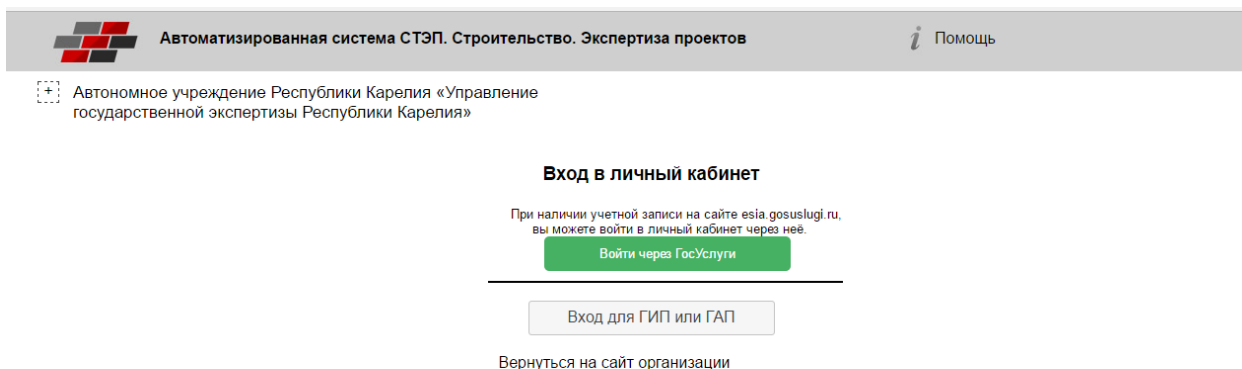 Автоматизированная система СТЭП. Строительство. Экспертиза проектов
i Помощь
+ Автономное учреждение Республики Карелия «Управление
государственной экспертизы Республики Карелия»
Вход в личный кабинет
При наличии учетной записи на сайте esia.gosuslugi.ru,
вы можете войти в личный кабинет через неё.
Войти через ГосУслуги
Вход для ГИП или ГАП
Вернуться на сайт организации